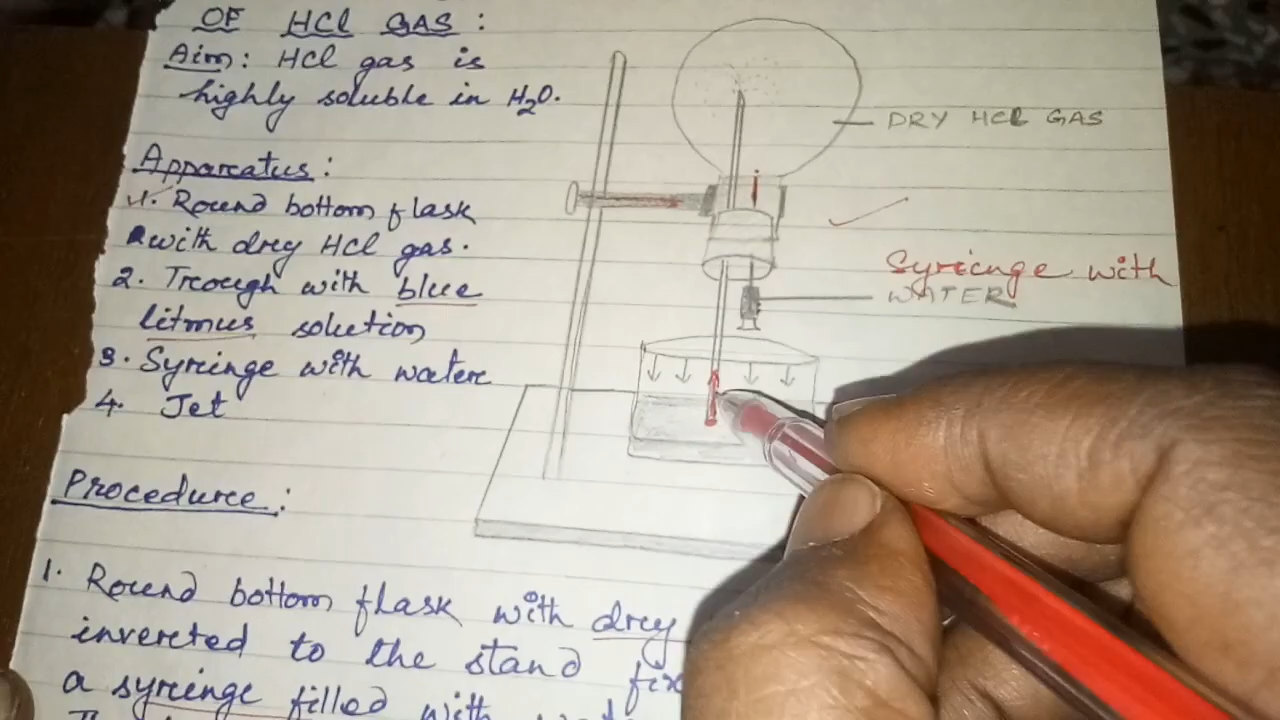 OF HCl GAS:
Aim: HCl gas is
highly soluble in H2O.
Apparatus:
1. Round bottom flask
with dry HCl gas.
2. Trough with blue
litmus solution
3. Syringe with water
4. Jet
DRY HCl GAS
Syringe with
WATER
Procedure:
1. Round bottom flask with dry
inverted to the stand
a syringe filled with